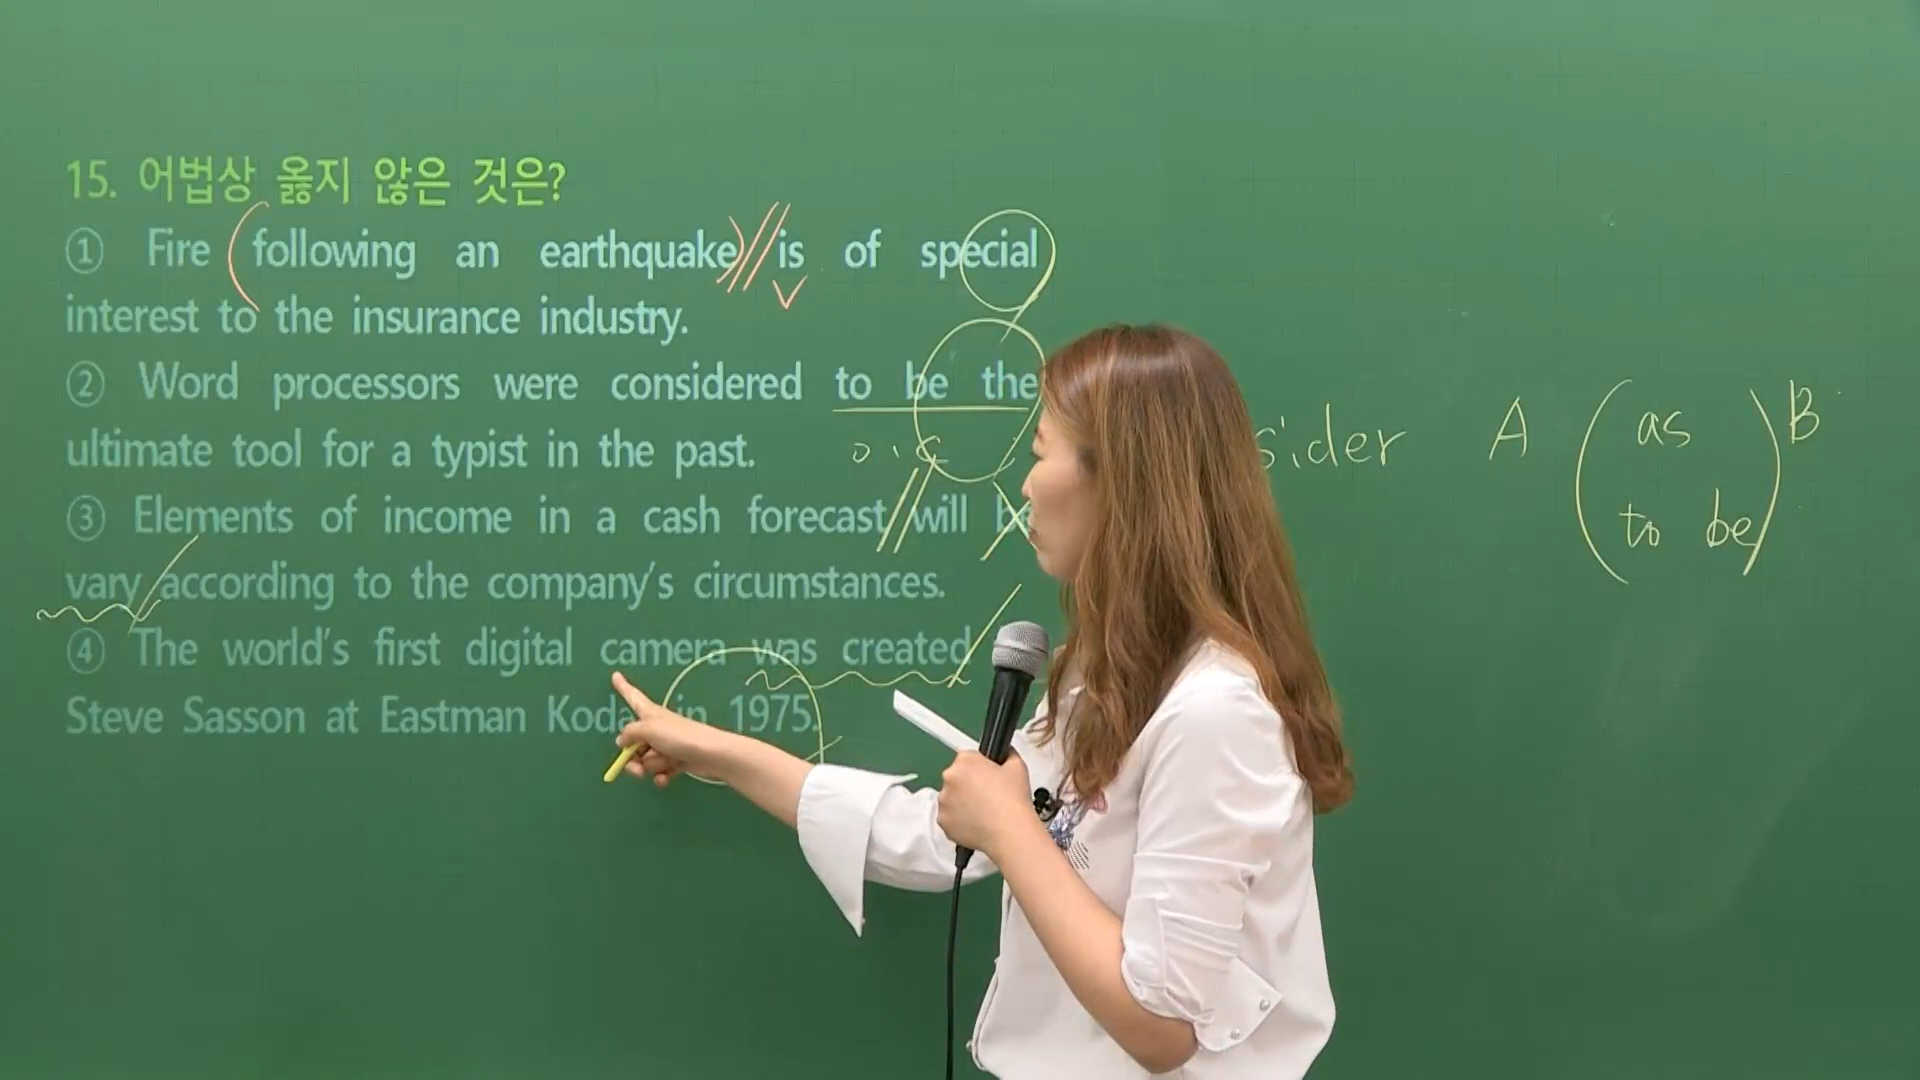 15. 어법상 옳지 않은 것은?
① Fire following an earthquake is of special
interest to the insurance industry.
② Word processors were considered to be the
ultimate tool for a typist in the past.
o.c
③ Elements of income in a cash forecast will be
vary according to the company's circumstances.
④ The world's first digital camera was created
Steve Sasson at Eastman in 1975.
sider A as B
to be